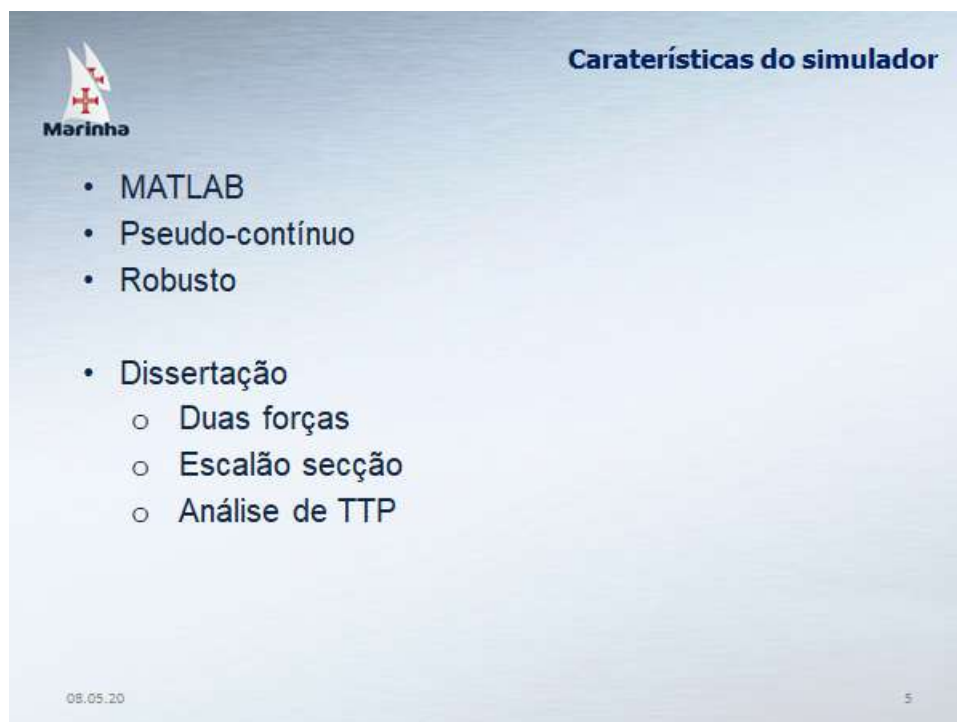 Caraterísticas do simulador
Marinha
• MATLAB
• Pseudo-contínuo
• Robusto
• Dissertação
o Duas forças
o Escalão secção
o Análise de TTP
08.05.20
5